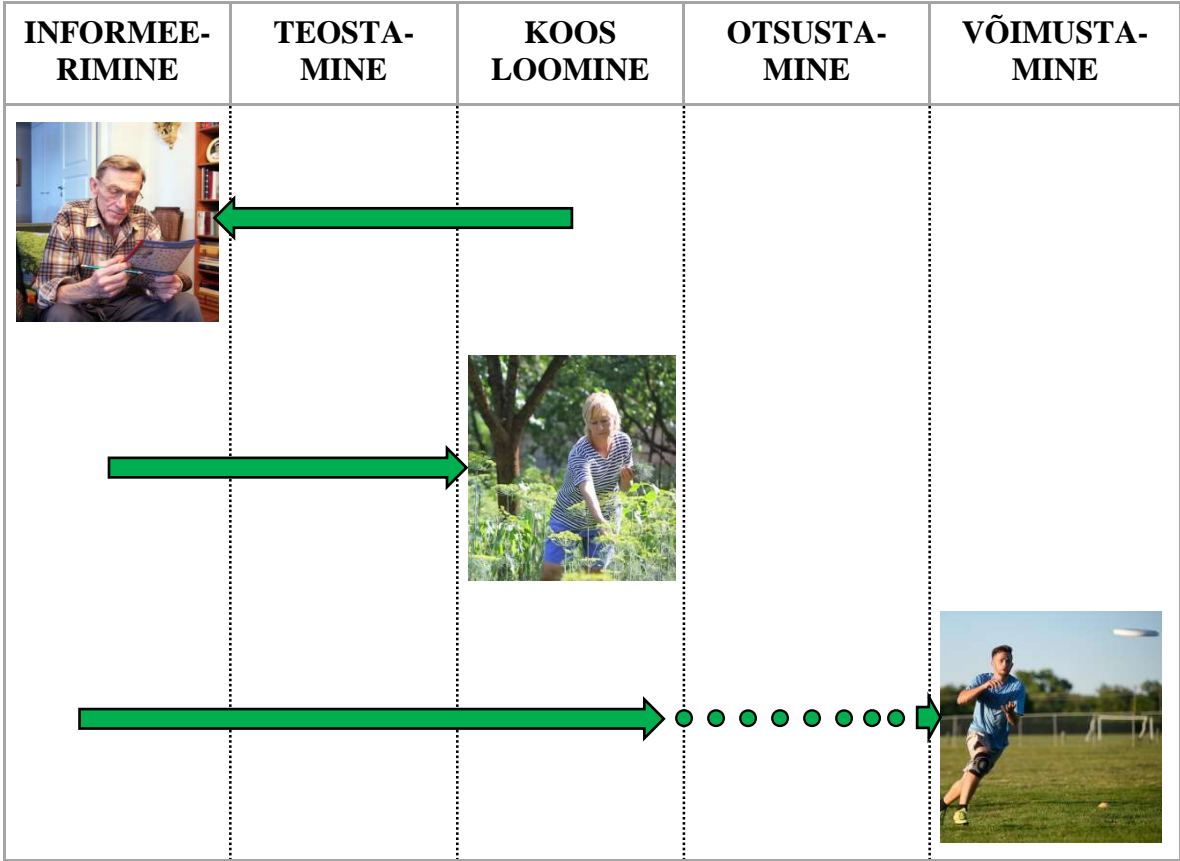 INFORMEE-
RIMINE
TEOSTA-
MINE
KOOS
LOOMINE
OTSUSTA-
MINE
VÕIMUSTA-
MINE